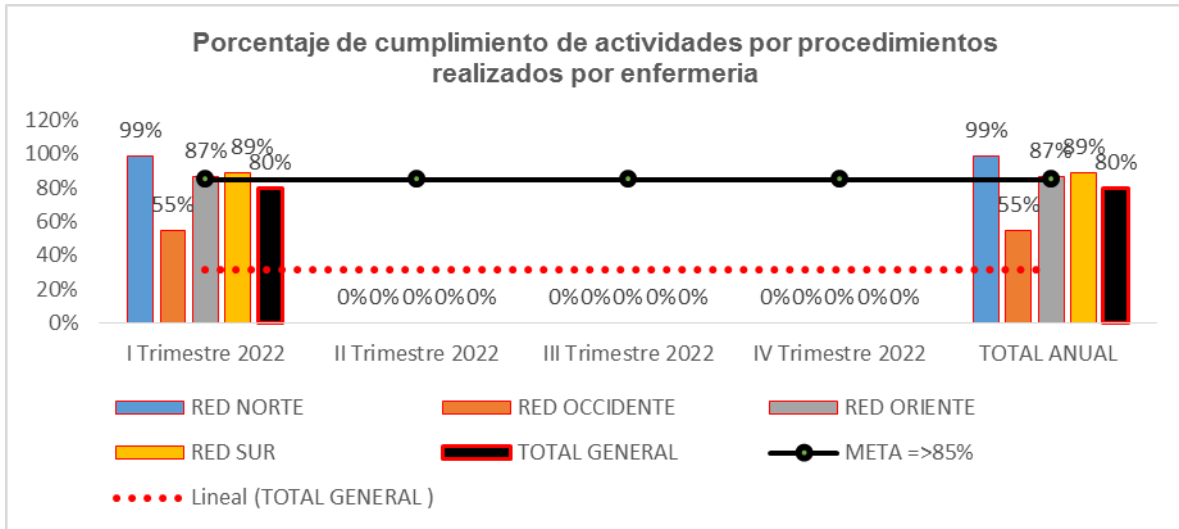 Porcentaje de cumplimiento de actividades por procedimientos
realizados por enfermeria
120%
100%
80%
60%
40%
20%
0%
99%
55%
87%
89%
80%
0%0%0%0%0%
0%0%0%0%0%
0%0%0%0%0%
99%
55%
87%
89%
80%
I Trimestre 2022
II Trimestre 2022
III Trimestre 2022
IV Trimestre 2022
TOTAL ANUAL
RED NORTE
RED OCCIDENTE
RED ORIENTE
RED SUR
TOTAL GENERAL
META =>85%
Lineal (TOTAL GENERAL )